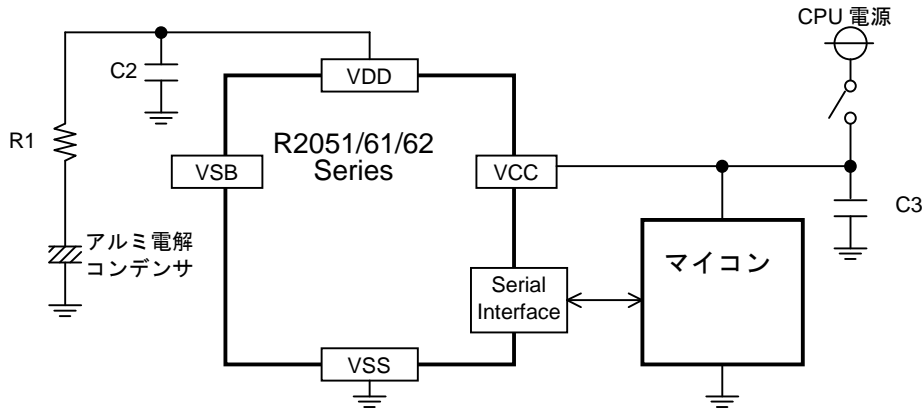 CPU 電源
C2
VDD
R1
R2051/61/62
Series
VSB
VCC
C3
アルミ電解
コンデンサ
マイコン
Serial
Interface
VSS